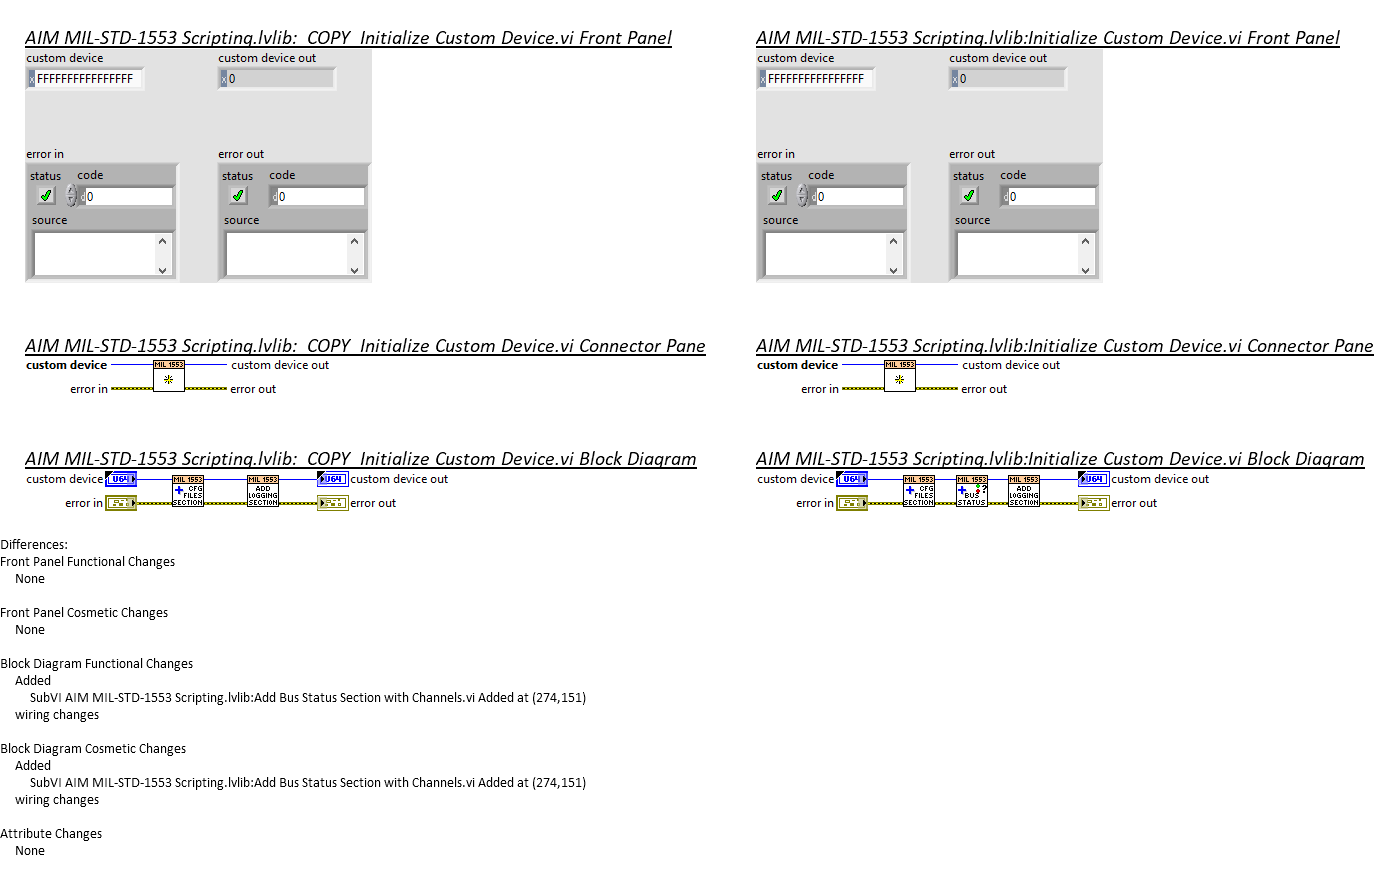 AIM MIL-STD-1553 Scripting.lvlib:  COPY  Initialize Custom Device.vi Front Panel
custom device
custom device out
x FFFFFFFFFFFFFFFF
x 0
error in
error out
status
code
status
code
d 0
d 0
source
source
AIM MIL-STD-1553 Scripting.lvlib:Initialize Custom Device.vi Front Panel
custom device
custom device out
x FFFFFFFFFFFFFFFF
x 0
error in
error out
status
code
status
code
d 0
d 0
source
source
AIM MIL-STD-1553 Scripting.lvlib:  COPY  Initialize Custom Device.vi Connector Pane
custom device
MIL 1553
custom device out
error in
error out
AIM MIL-STD-1553 Scripting.lvlib:Initialize Custom Device.vi Connector Pane
custom device
MIL 1553
custom device out
error in
error out
AIM MIL-STD-1553 Scripting.lvlib:  COPY  Initialize Custom Device.vi Block Diagram
custom device
U64
MIL 1553
+ CFG
FILES
SECTION
MIL 1553
ADD
LOGGING
SECTION
U64
custom device out
error in
error out
AIM MIL-STD-1553 Scripting.lvlib:Initialize Custom Device.vi Block Diagram
custom device
U64
MIL 1553
+ CFG
FILES
SECTION
MIL 1553
+ ?
BUS
STATUS
MIL 1553
ADD
LOGGING
SECTION
U64
custom device out
error in
error out
Differences:
Front Panel Functional Changes
None
Front Panel Cosmetic Changes
None
Block Diagram Functional Changes
Added
SubVI AIM MIL-STD-1553 Scripting.lvlib:Add Bus Status Section with Channels.vi Added at (274,151)
wiring changes
Block Diagram Cosmetic Changes
Added
SubVI AIM MIL-STD-1553 Scripting.lvlib:Add Bus Status Section with Channels.vi Added at (274,151)
wiring changes
Attribute Changes
None